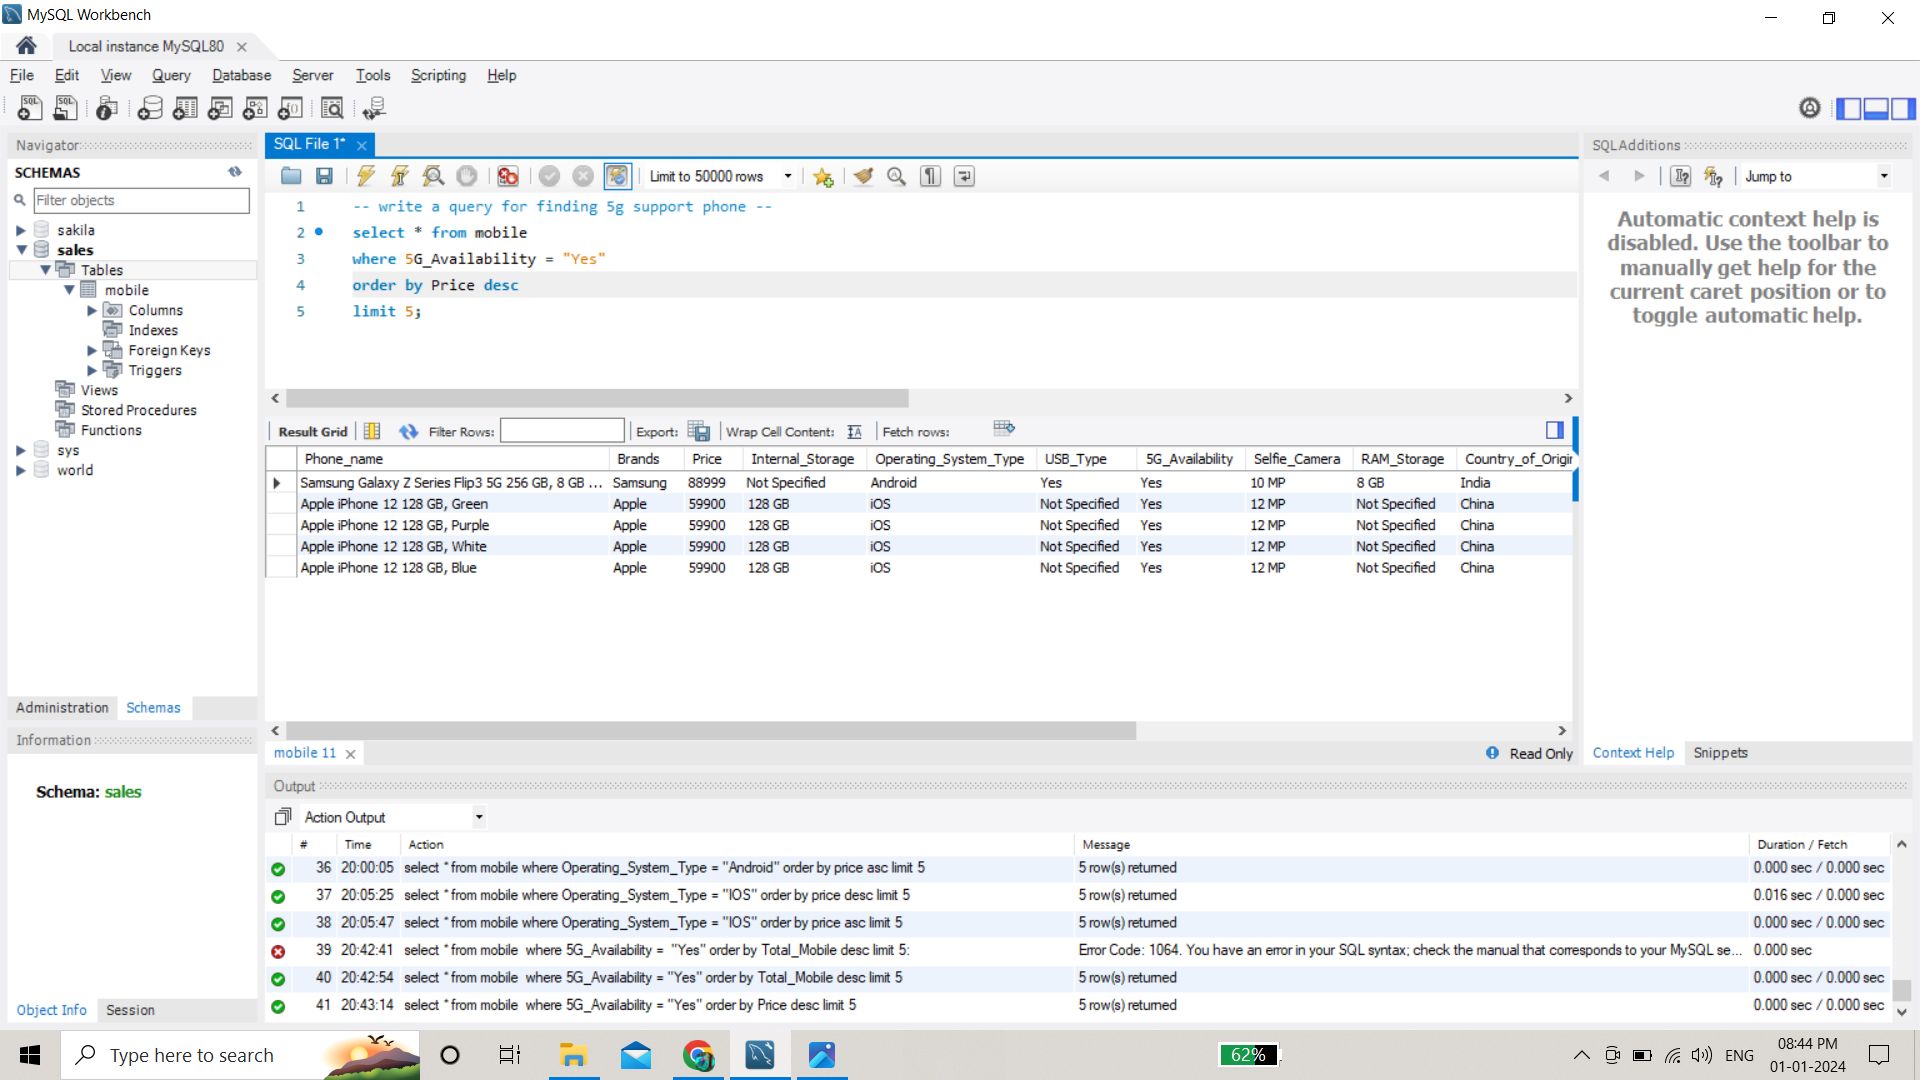 MySQL Workbench
Local instance MySQL80
File Edit View Query Database Server Tools Scripting Help
Navigator
SCHEMAS
Filter objects
sakila
sales
Tables
mobile
Columns
Indexes
Foreign Keys
Triggers
Views
Stored Procedures
Functions
sys
world
Administration Schemas
Information
Schema: sales
Object Info Session
SQL File 1*
Limit to 50000 rows
1 -- write a query for finding 5g support phone --
2 select * from mobile
3 where 5G_Availability = "Yes"
4 order by Price desc
5 limit 5;
Result Grid Filter Rows: Export: Wrap Cell Content: Fetch rows:
Phone_name Brands Price Internal_Storage Operating_System_Type USB_Type 5G_Availability Selfie_Camera RAM_Storage Country_of_Origin
Samsung Galaxy Z Series Flip3 5G 256 GB, 8 GB ... Samsung 88999 Not Specified Android Yes Yes 10 MP 8 GB India
Apple iPhone 12 128 GB, Green Apple 59900 128 GB iOS Not Specified Yes 12 MP Not Specified China
Apple iPhone 12 128 GB, Purple Apple 59900 128 GB iOS Not Specified Yes 12 MP Not Specified China
Apple iPhone 12 128 GB, White Apple 59900 128 GB iOS Not Specified Yes 12 MP Not Specified China
Apple iPhone 12 128 GB, Blue Apple 59900 128 GB iOS Not Specified Yes 12 MP Not Specified China
mobile 11 Read Only
SQLAdditions
Jump to
Automatic context help is
disabled. Use the toolbar to
manually get help for the
current caret position or to
toggle automatic help.
Context Help Snippets
Output
Action Output
# Time Action Message Duration / Fetch
36 20:00:05 select * from mobile where Operating_System_Type = "Android" order by price asc limit 5 5 row(s) returned 0.000 sec / 0.000 sec
37 20:05:25 select * from mobile where Operating_System_Type = "IOS" order by price desc limit 5 5 row(s) returned 0.016 sec / 0.000 sec
38 20:05:47 select * from mobile where Operating_System_Type = "IOS" order by price asc limit 5 5 row(s) returned 0.000 sec / 0.000 sec
39 20:42:41 select * from mobile where 5G_Availability = "Yes" order by Total_Mobile desc limit 5: Error Code: 1064. You have an error in your SQL syntax; check the manual that corresponds to your MySQL se... 0.000 sec
40 20:42:54 select * from mobile where 5G_Availability = "Yes" order by Total_Mobile desc limit 5 5 row(s) returned 0.000 sec / 0.000 sec
41 20:43:14 select * from mobile where 5G_Availability = "Yes" order by Price desc limit 5 5 row(s) returned 0.000 sec / 0.000 sec
Type here to search
62%
ENG
08:44 PM
01-01-2024